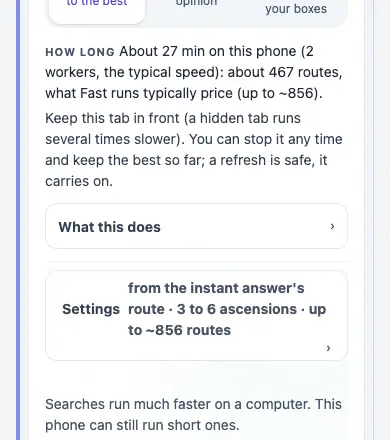 to the best
opinion
your boxes
HOW LONG About 27 min on this phone (2
workers, the typical speed): about 467 routes,
what Fast runs typically price (up to ~856).
Keep this tab in front (a hidden tab runs
several times slower). You can stop it any time
and keep the best so far; a refresh is safe, it
carries on.
What this does ›
from the instant answer's
Settings route · 3 to 6 ascensions · up
to ~856 routes
›
Searches run much faster on a computer. This
phone can still run short ones.